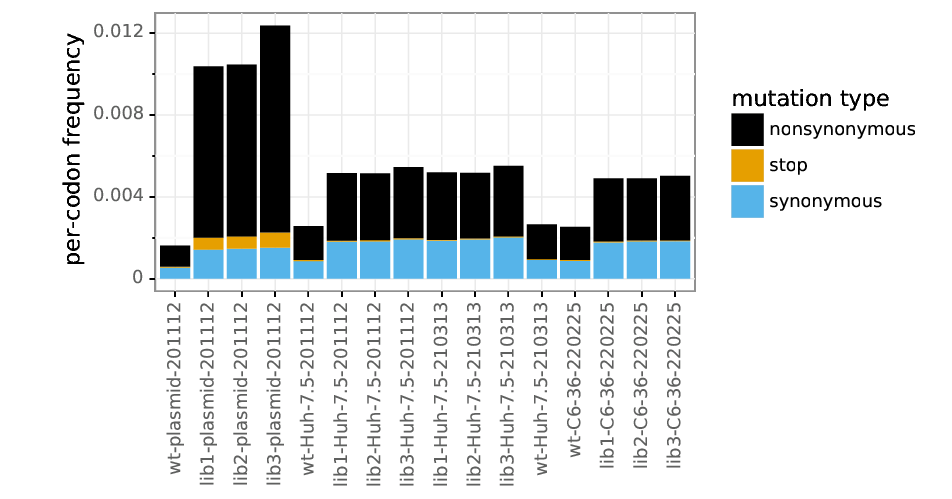 per-codon frequency
0.012
0.008
0.004
0
wt-plasmid-201112
lib1-plasmid-201112
lib2-plasmid-201112
lib3-plasmid-201112
wt-Huh-7.5-201112
lib1-Huh-7.5-201112
lib2-Huh-7.5-201112
lib3-Huh-7.5-201112
lib1-Huh-7.5-210313
lib2-Huh-7.5-210313
lib3-Huh-7.5-210313
wt-Huh-7.5-210313
wt-C6-36-220225
lib1-C6-36-220225
lib2-C6-36-220225
lib3-C6-36-220225
mutation type
nonsynonymous
stop
synonymous